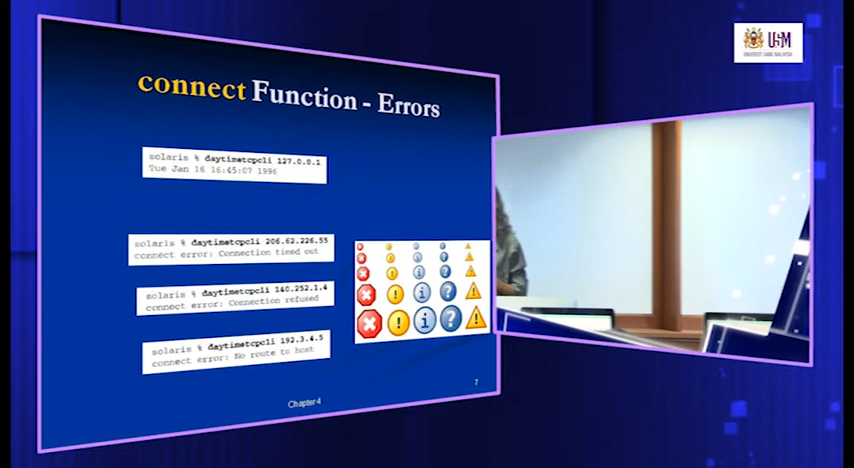 connect Function - Errors
solaris % daytimetcpcli 127.0.0.1
Tue Jan 16 16:45:07 1996
solaris % daytimetcpcli 206.62.226.55
connect error: Connection timed out
solaris % daytimetcpcli 140.252.1.4
connect error: Connection refused
solaris % daytimetcpcli 192.3.4.5
connect error: No route to host
Chapter 4
7
USM
UNIVERSITI SAINS MALAYSIA